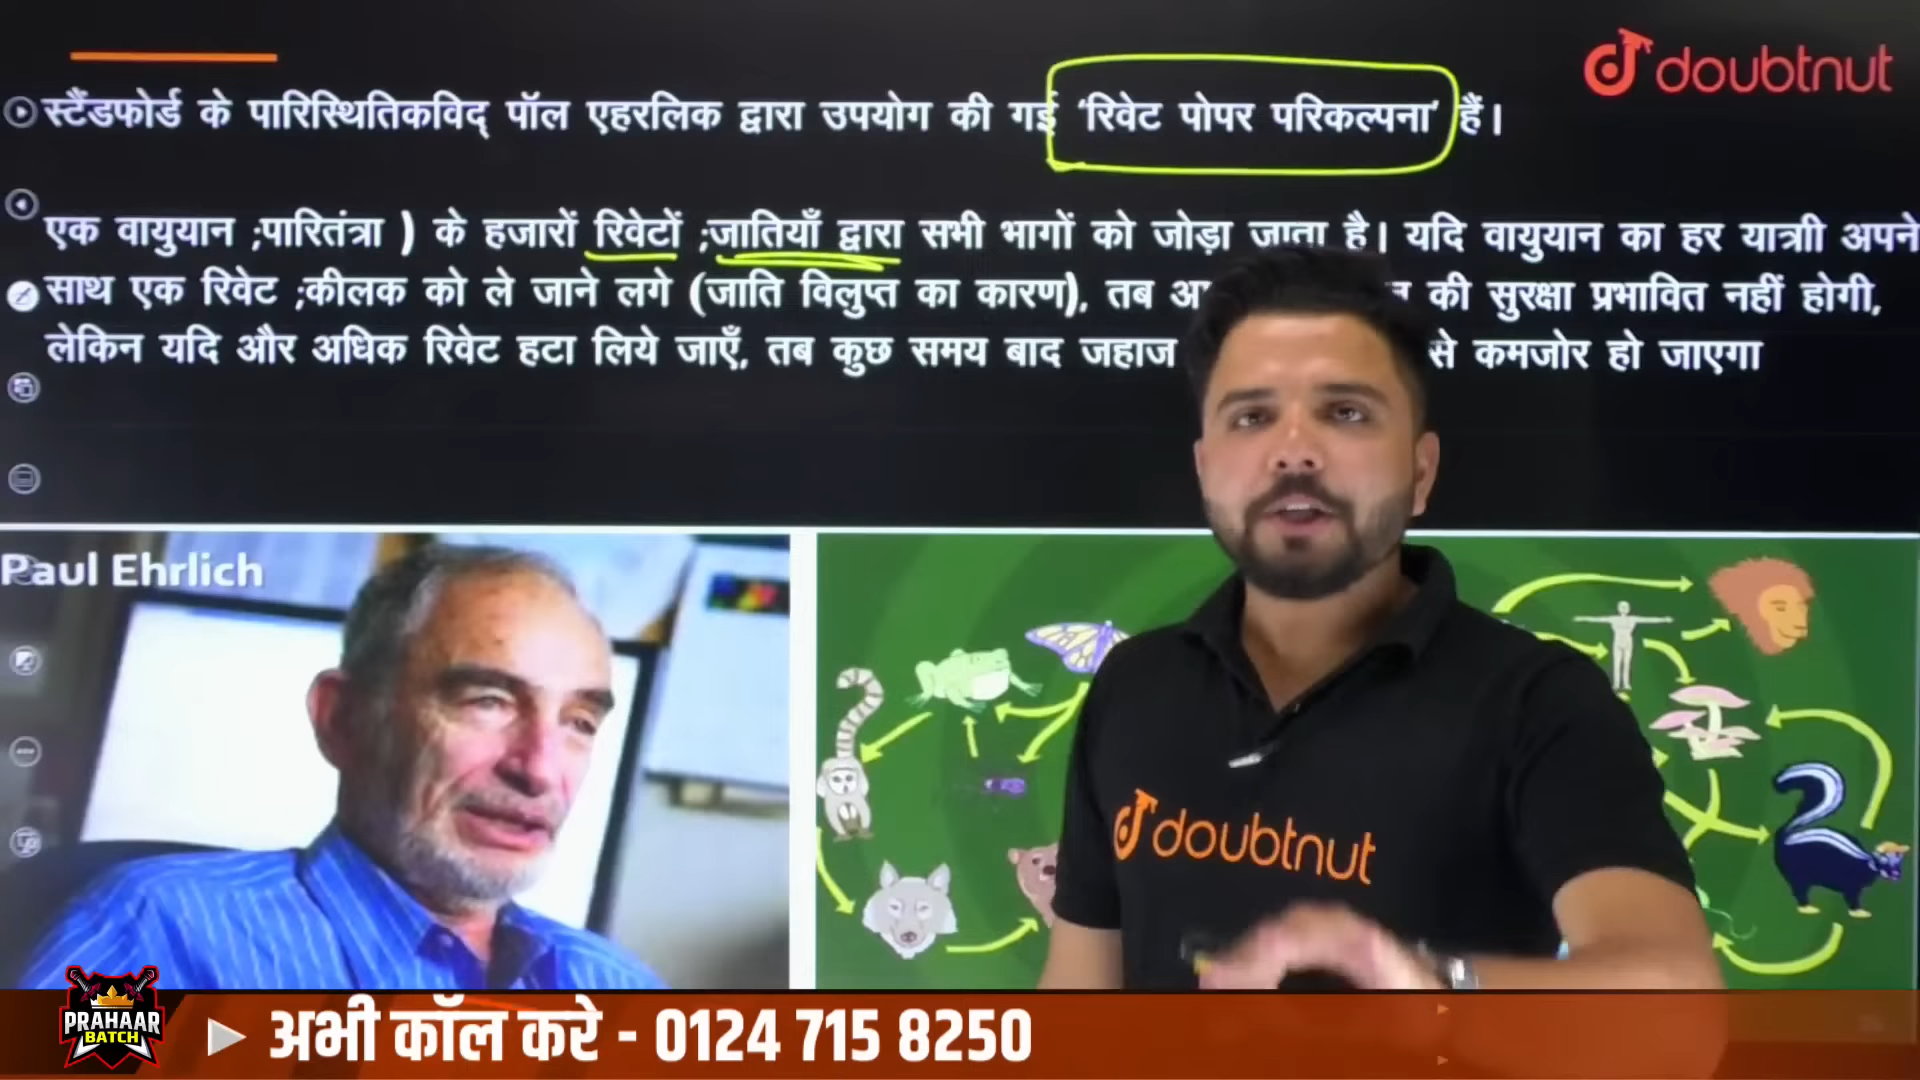 doubtnut
स्टैंडफोर्ड के पारिस्थितिकविद् पॉल एहरलिक द्वारा उपयोग की गई ‘रिवेट पोपर परिकल्पना’ हैं।
एक वायुयान ;पारितंत्रा ) के हजारों रिवेटों ;जातियाँ द्वारा सभी भागों को जोड़ा जाता है। यदि वायुयान का हर यात्राी अपने
साथ एक रिवेट ;कीलक को ले जाने लगे (जाति विलुप्त का कारण), तब की सुरक्षा प्रभावित नहीं होगी,
लेकिन यदि और अधिक रिवेट हटा लिये जाएँ, तब कुछ समय बाद जहाज से कमजोर हो जाएगा
Paul Ehrlich
doubtnut
PRAHAAR
BATCH
अभी कॉल करे - 0124 715 8250